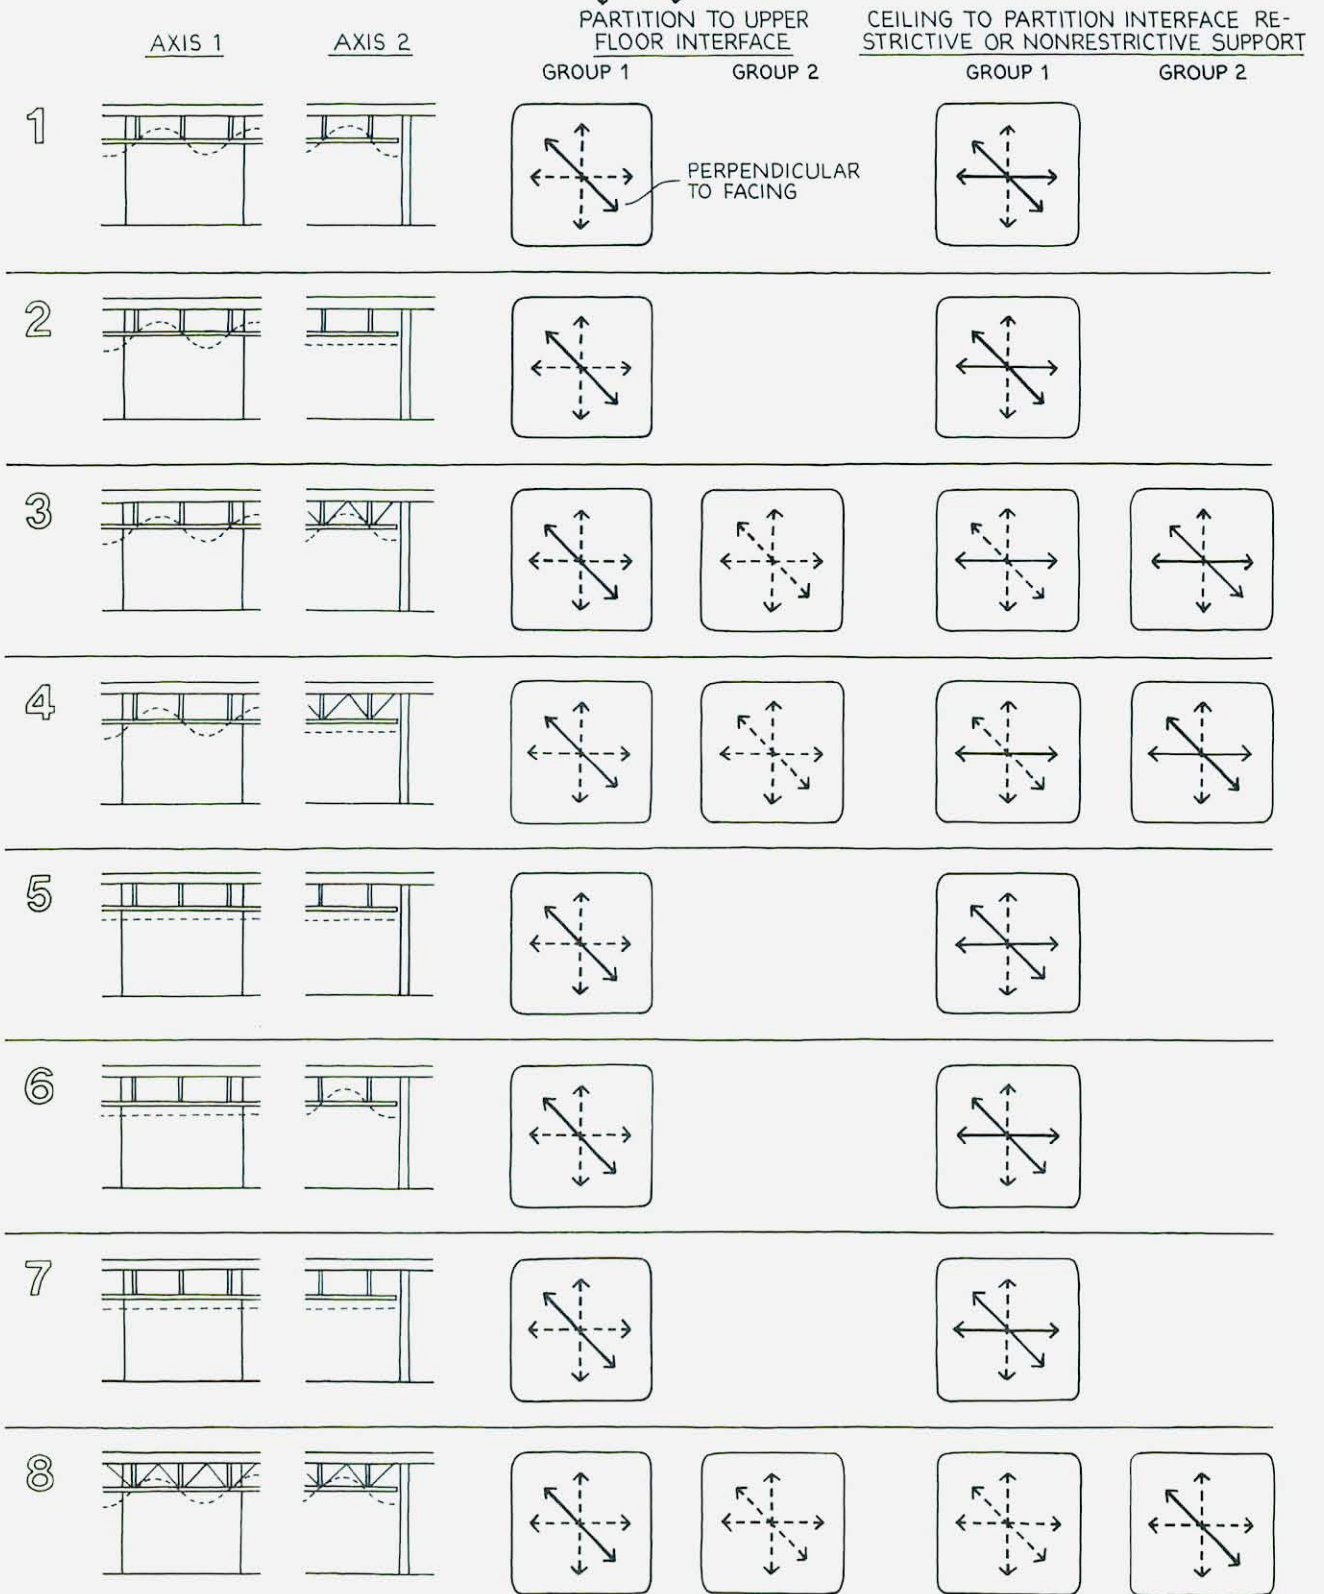 AXIS 1
AXIS 2
PARTITION TO UPPER
FLOOR INTERFACE
CEILING TO PARTITION INTERFACE RE-
STRICTIVE OR NONRESTRICTIVE SUPPORT
GROUP 1
GROUP 2
GROUP 1
GROUP 2
1
PERPENDICULAR
TO FACING
2
3
4
5
6
7
8